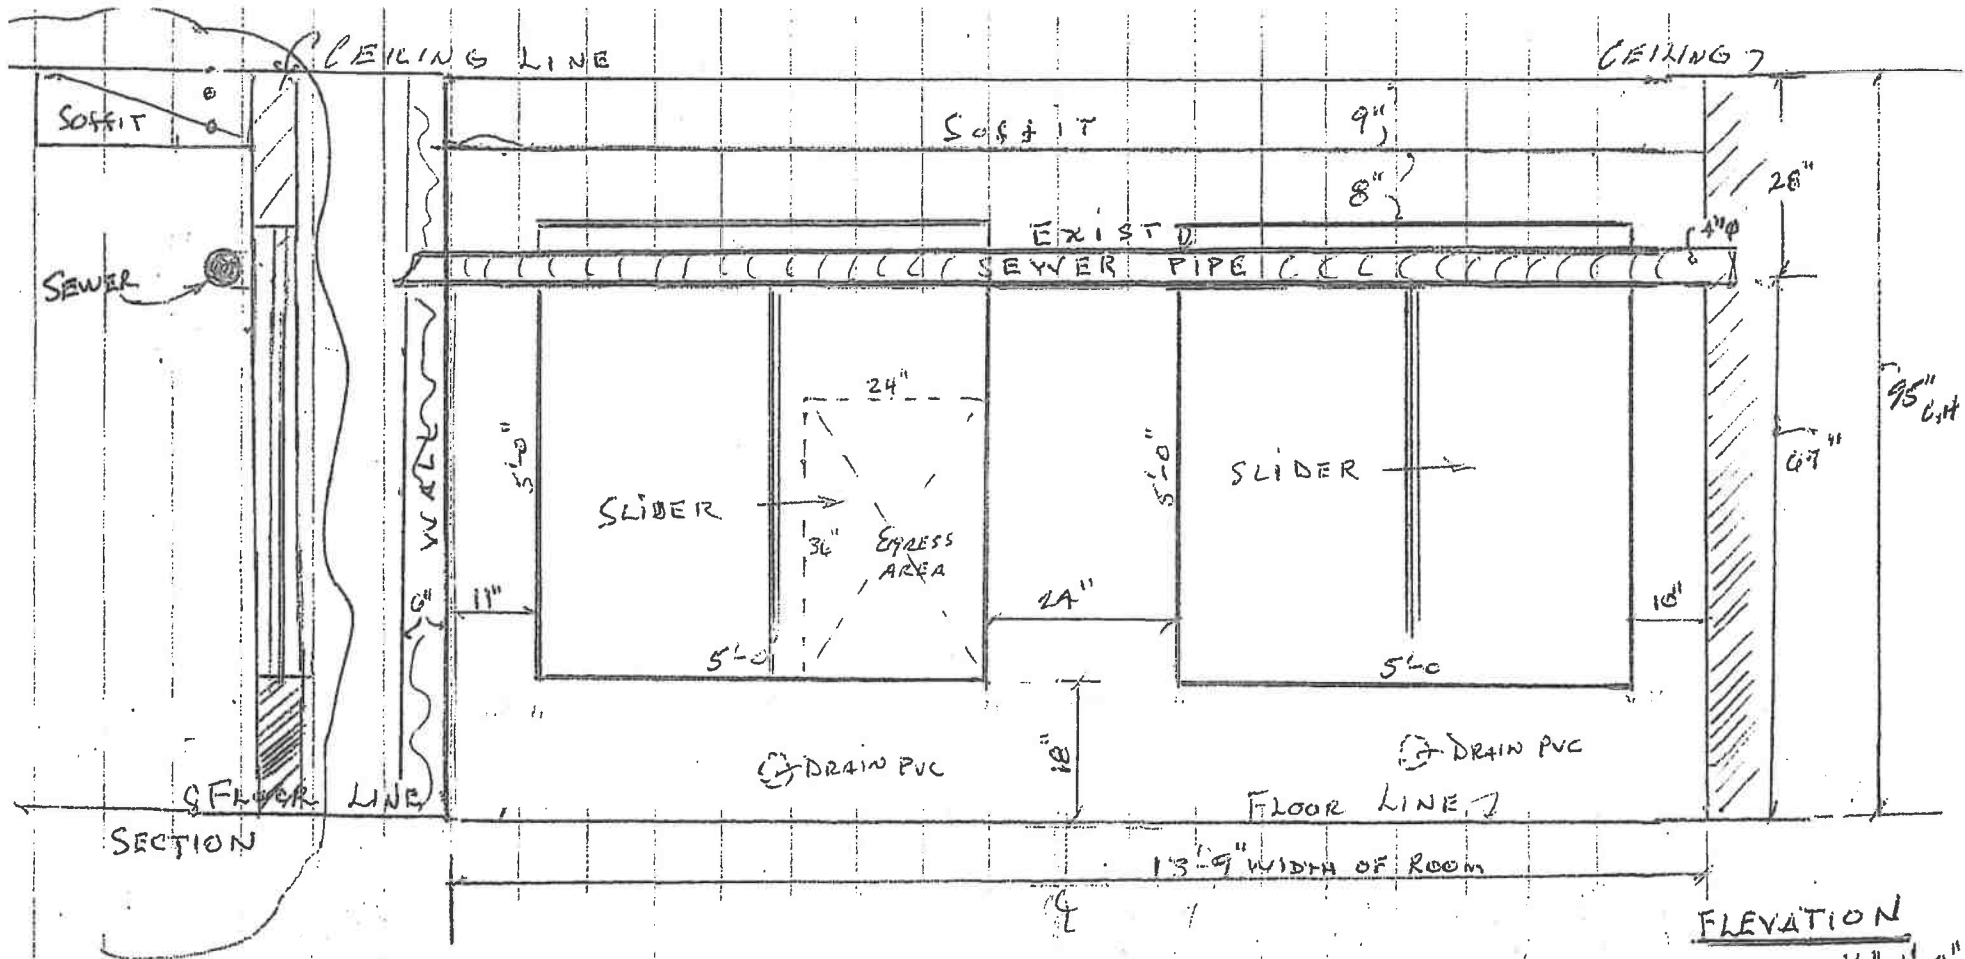 CEILING LINE
CEILING
SOFFIT
SOFFIT
9"
8"
28"
EXIST
4"φ
SEWER PIPE
SEWER
95" C.H
24"
5'-0"
5'-0"
SLIDER
SLIDER
67"
WALL
36"
EGRESS
AREA
6"
11"
24"
10"
5'-0
5'-0
18"
DRAIN PVC
DRAIN PVC
FLOOR LINE
FLOOR LINE
SECTION
13'-9" WIDTH OF ROOM
℄
ELEVATION